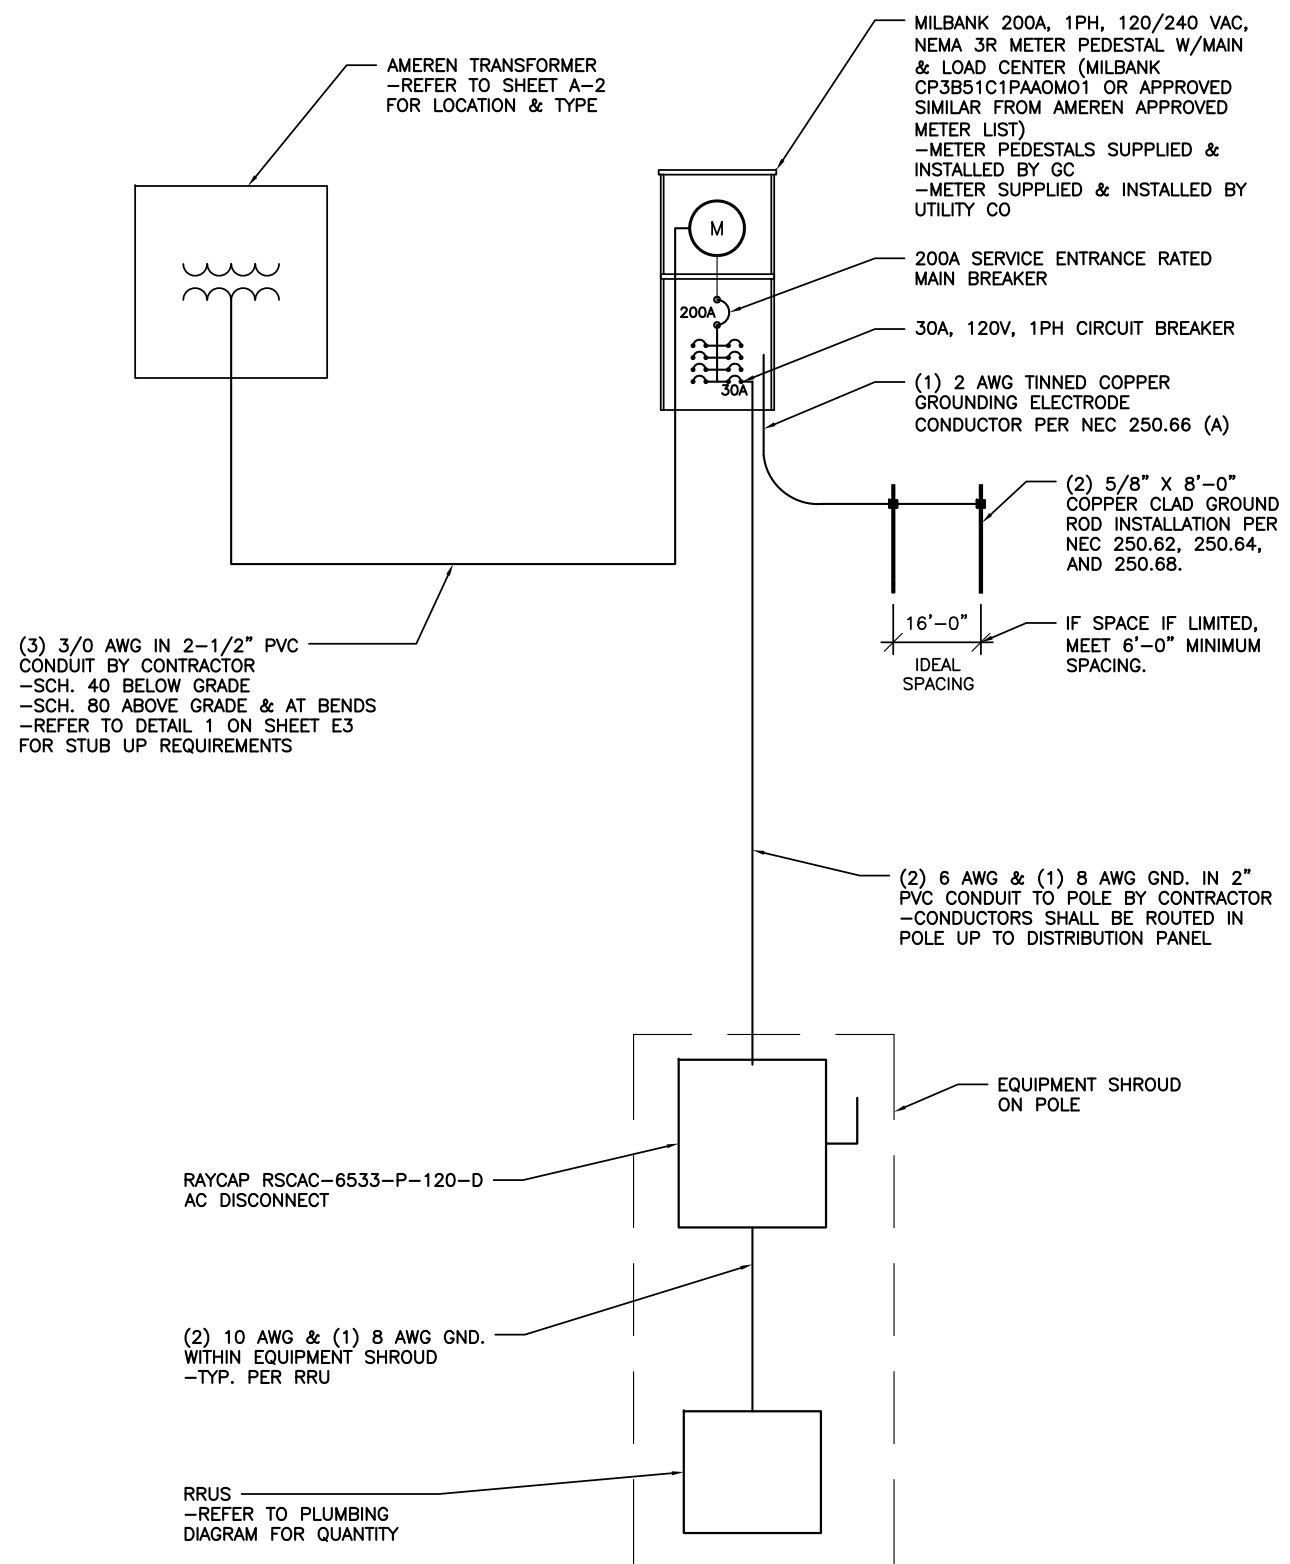 AMEREN TRANSFORMER
-REFER TO SHEET A-2
FOR LOCATION & TYPE
MILBANK 200A, 1PH, 120/240 VAC,
NEMA 3R METER PEDESTAL W/MAIN
& LOAD CENTER (MILBANK
CP3B51C1PAAOMO1 OR APPROVED
SIMILAR FROM AMEREN APPROVED
METER LIST)
-METER PEDESTALS SUPPLIED &
INSTALLED BY GC
-METER SUPPLIED & INSTALLED BY
UTILITY CO
M
200A SERVICE ENTRANCE RATED
MAIN BREAKER
200A
30A, 120V, 1PH CIRCUIT BREAKER
30A
(1) 2 AWG TINNED COPPER
GROUNDING ELECTRODE
CONDUCTOR PER NEC 250.66 (A)
(2) 5/8" X 8'-0"
COPPER CLAD GROUND
ROD INSTALLATION PER
NEC 250.62, 250.64,
AND 250.68.
16'-0"
IDEAL
SPACING
IF SPACE IF LIMITED,
MEET 6'-0" MINIMUM
SPACING.
(3) 3/0 AWG IN 2-1/2" PVC
CONDUIT BY CONTRACTOR
-SCH. 40 BELOW GRADE
-SCH. 80 ABOVE GRADE & AT BENDS
-REFER TO DETAIL 1 ON SHEET E3
FOR STUB UP REQUIREMENTS
(2) 6 AWG & (1) 8 AWG GND. IN 2"
PVC CONDUIT TO POLE BY CONTRACTOR
-CONDUCTORS SHALL BE ROUTED IN
POLE UP TO DISTRIBUTION PANEL
EQUIPMENT SHROUD
ON POLE
RAYCAP RSCAC-6533-P-120-D
AC DISCONNECT
(2) 10 AWG & (1) 8 AWG GND.
WITHIN EQUIPMENT SHROUD
-TYP. PER RRU
RRUS
-REFER TO PLUMBING
DIAGRAM FOR QUANTITY